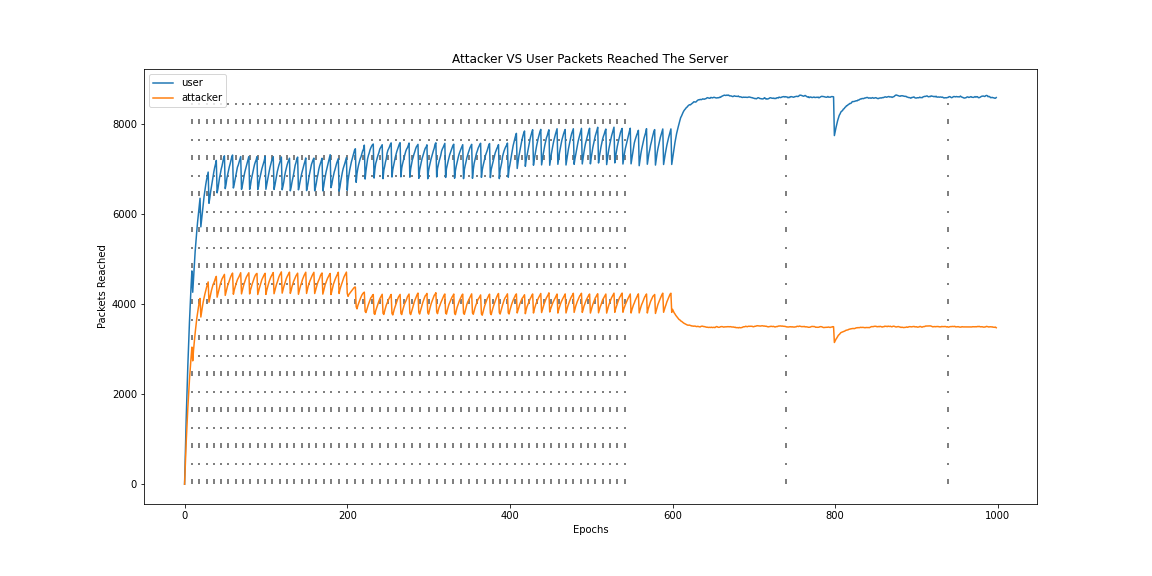 Attacker VS User Packets Reached The Server
user
attacker
Packets Reached
8000
6000
4000
2000
0
0 200 400 600 800 1000
Epochs